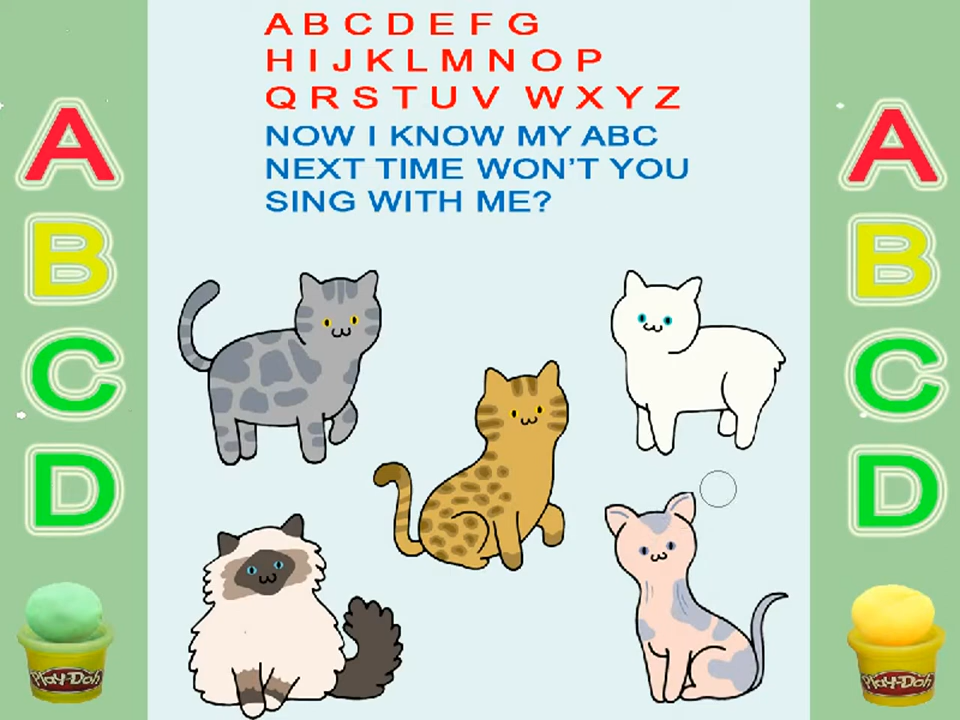 A B C D E F G
H I J K L M N O P
Q R S T U V W X Y Z
NOW I KNOW MY ABC
NEXT TIME WON'T YOU
SING WITH ME?
A
B
C
D
PLAY-DOH
A
B
C
D
PLAY-DOH